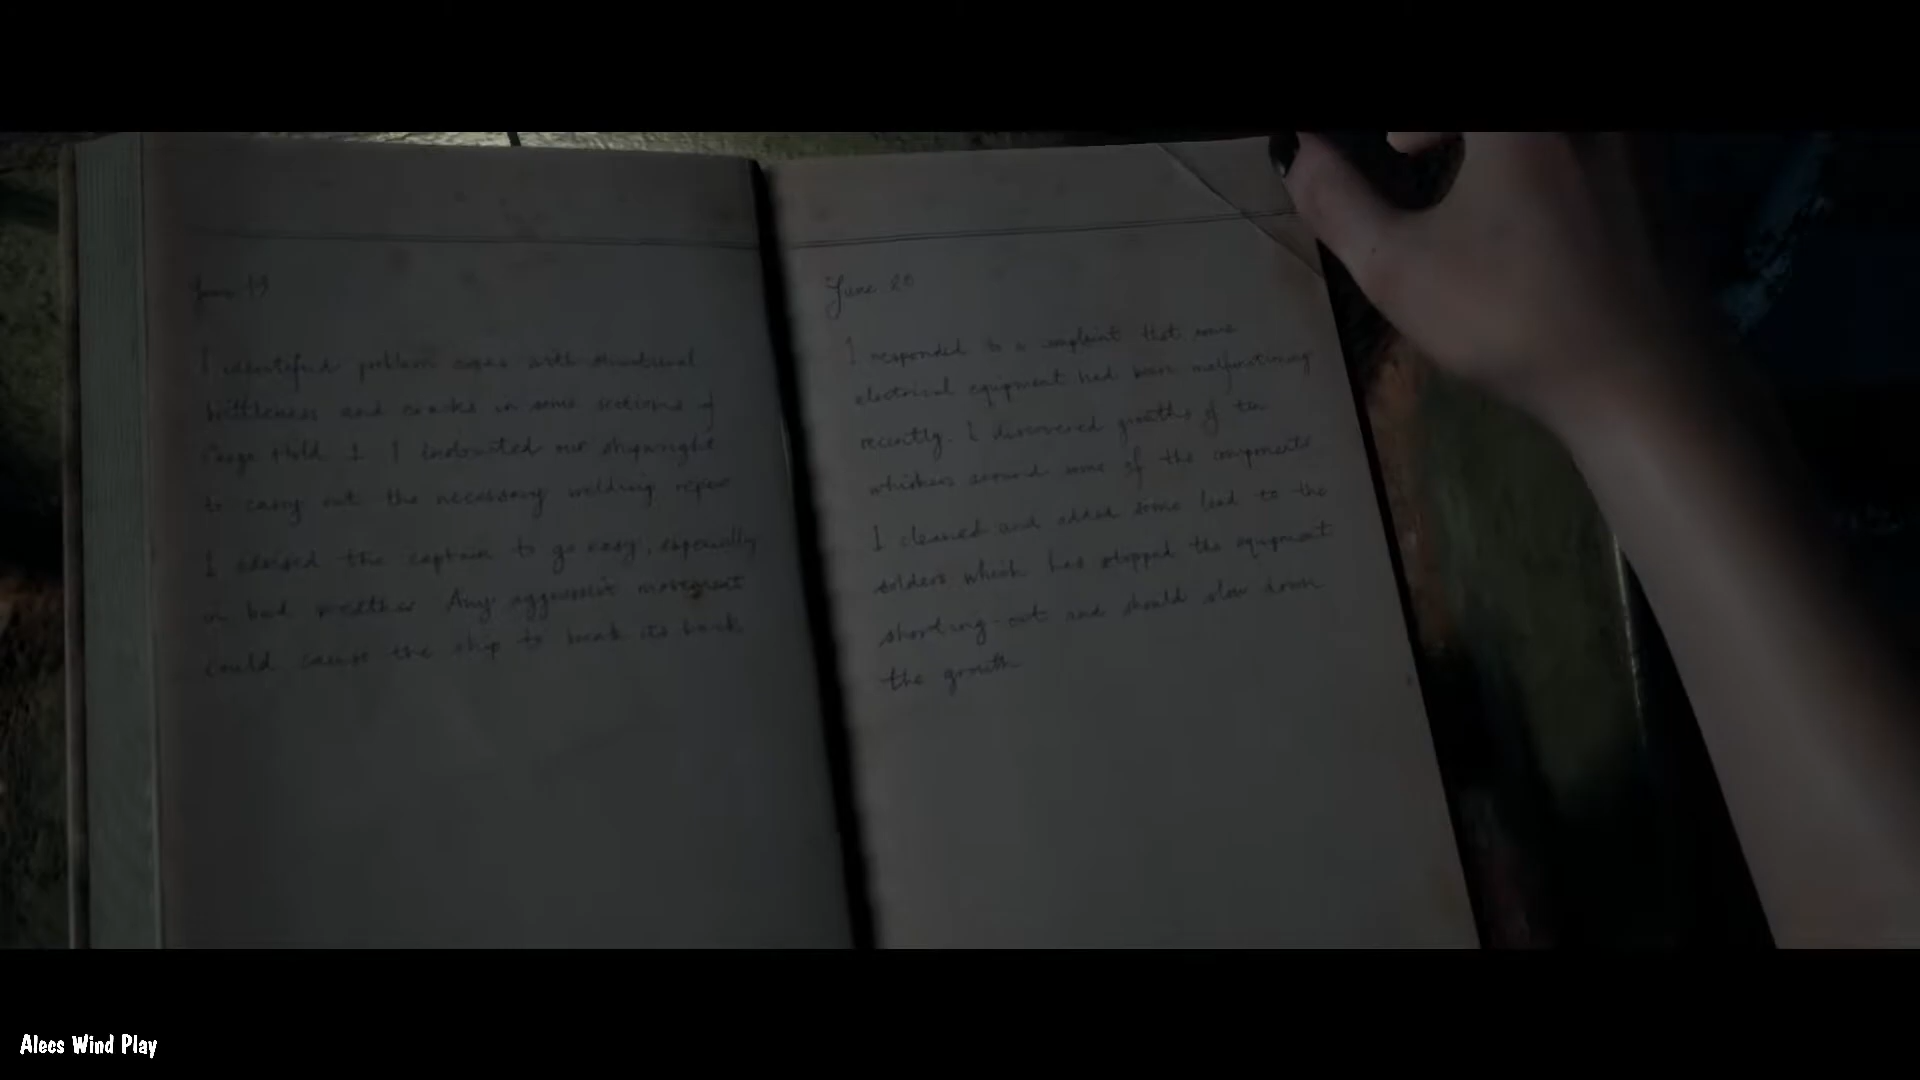 June 19
I identified problem areas with structural
brittleness and cracks in some sections of
Cargo Hold 1. I instructed our shipwright
to carry out the necessary welding repair
I advised the captain to go easy, especially
in bad weather. Any aggressive movement
could cause the ship to break its back.
June 20
I responded to a complaint that some
electrical equipment had been malfunctioning
recently. I discovered growths of tin
whiskers around some of the components
I cleaned and added some lead to the
solders which has stopped the equipment
shorting-out and should slow down
the growth
Alecs Wind Play